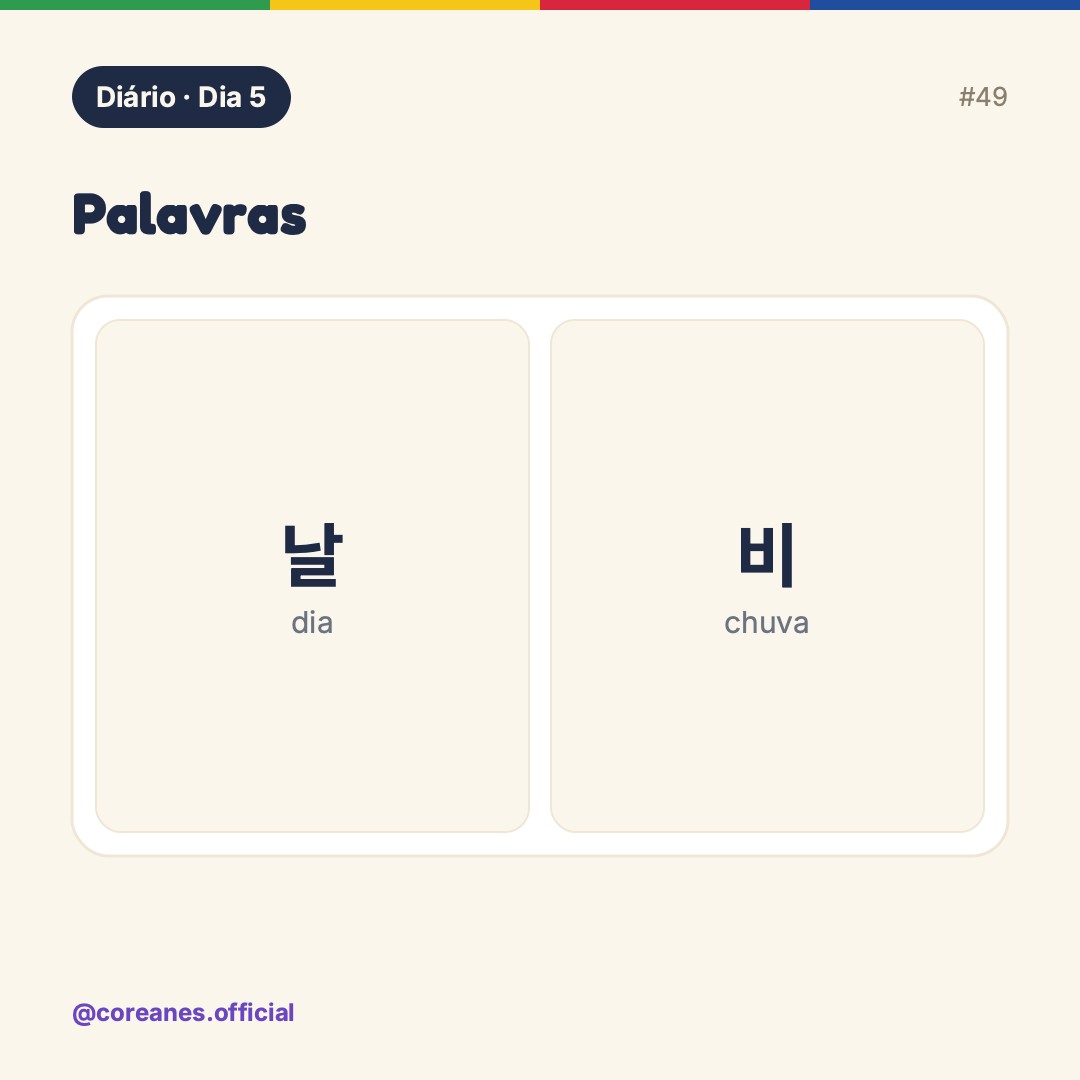 Diário · Dia 5
#49
Palavras
날
dia
비
chuva
@coreanes.official